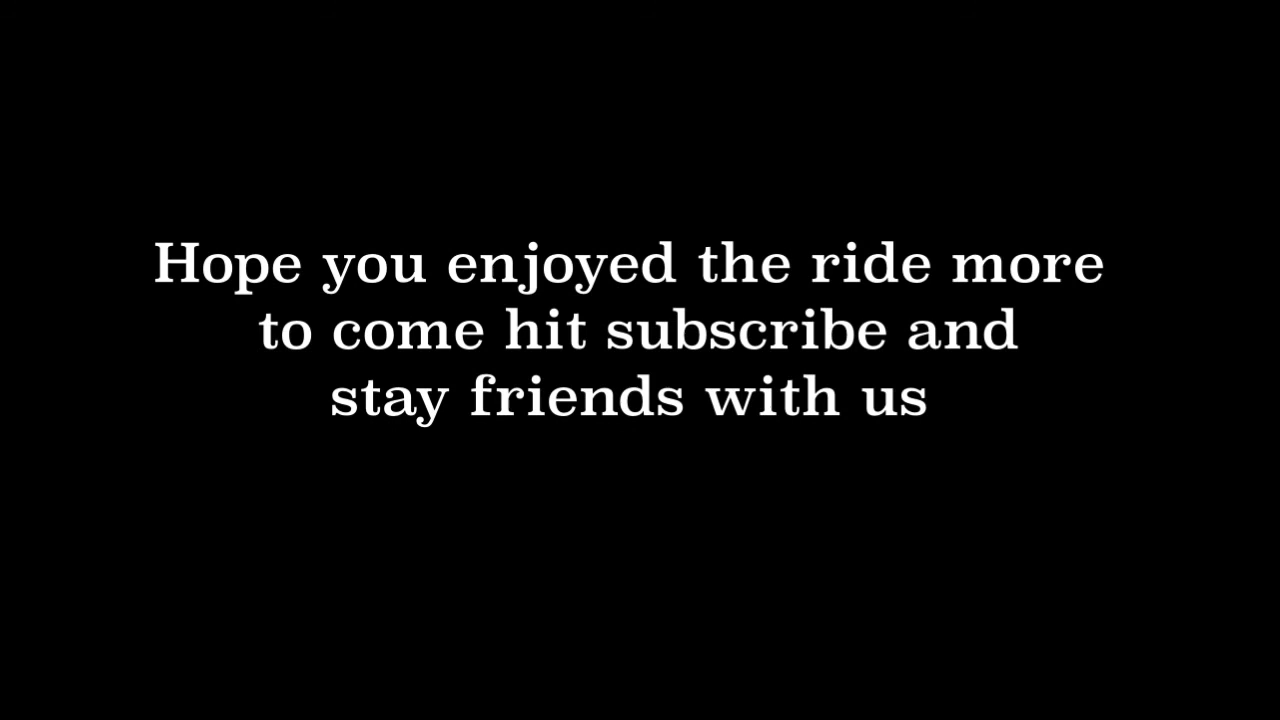 Hope you enjoyed the ride more
to come hit subscribe and
stay friends with us